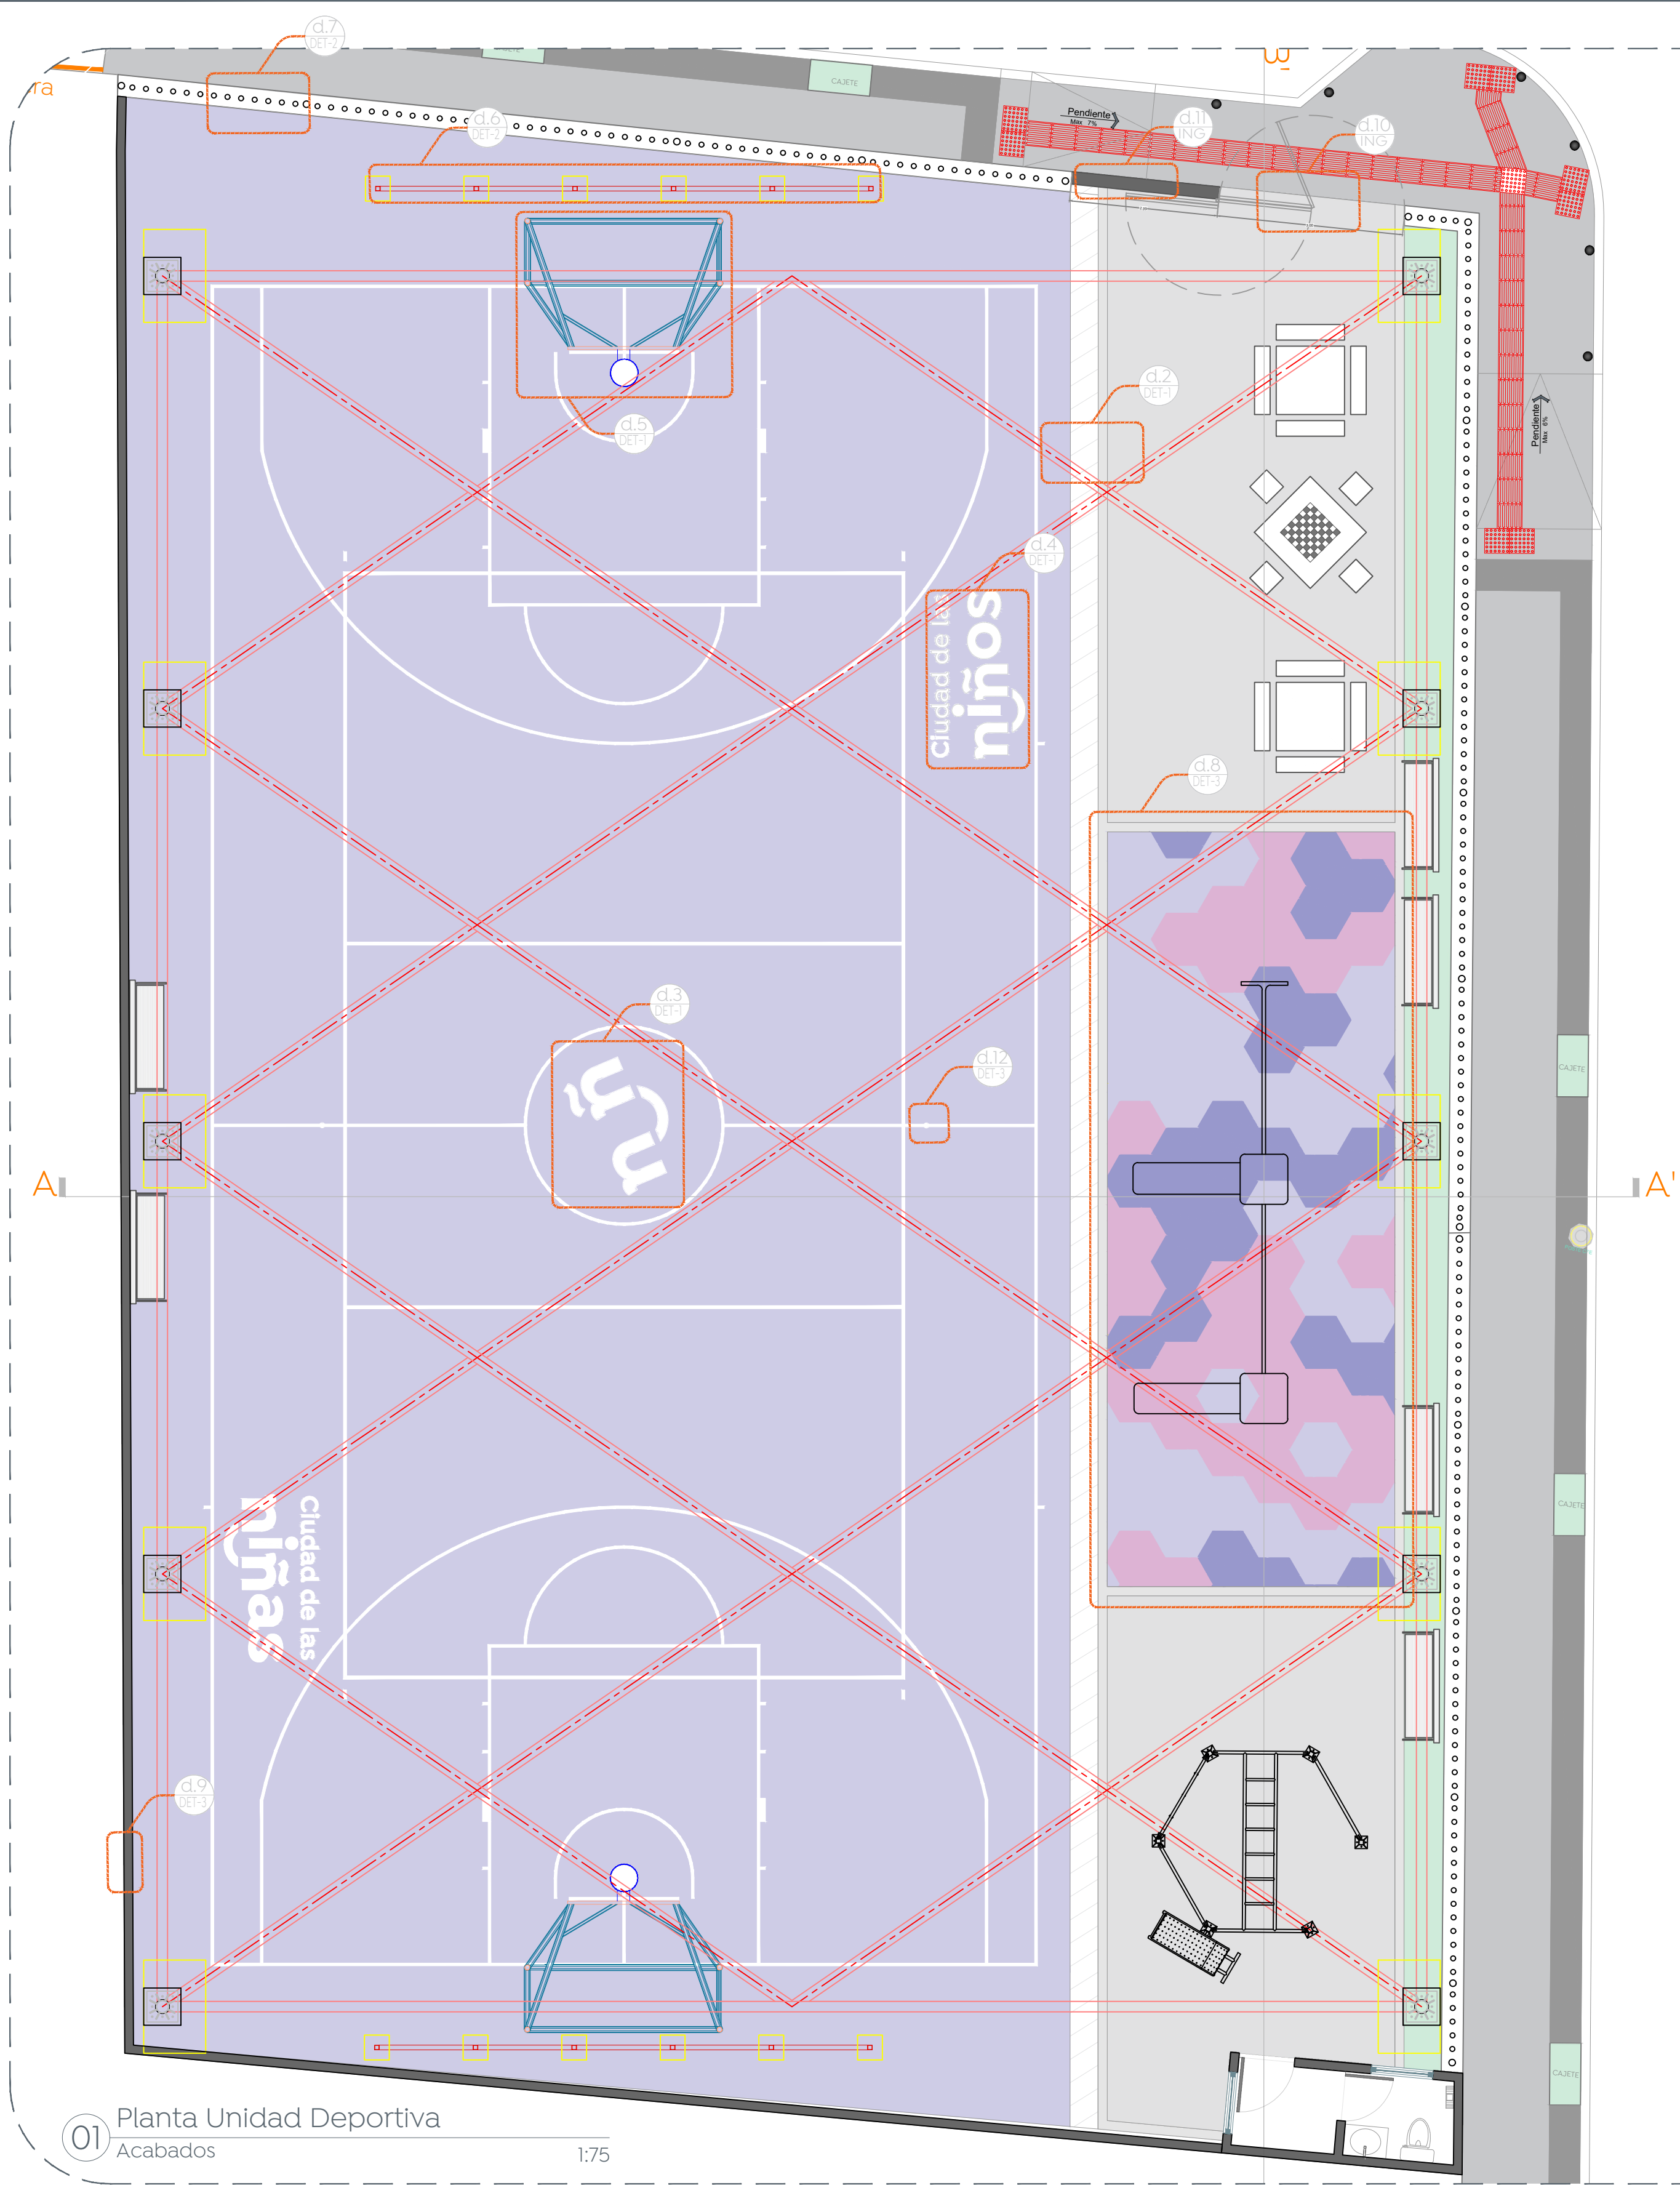 d.7
DET-2
ra
CAJETE
B'
Pendiente
Max 7%
d.11
ING
d.10
ING
d.6
DET-2
d.2
DET-1
Pendiente
Max 6%
d.5
DET-1
d.4
DET-1
Ciudad de las
niños
d.8
DET-3
d.3
DET-1
ñu
d.12
DET-3
CAJETE
A
A'
CAJETE
Ciudad de las
niñas
d.9
DET-3
CAJETE
01
Planta Unidad Deportiva
Acabados
1:75